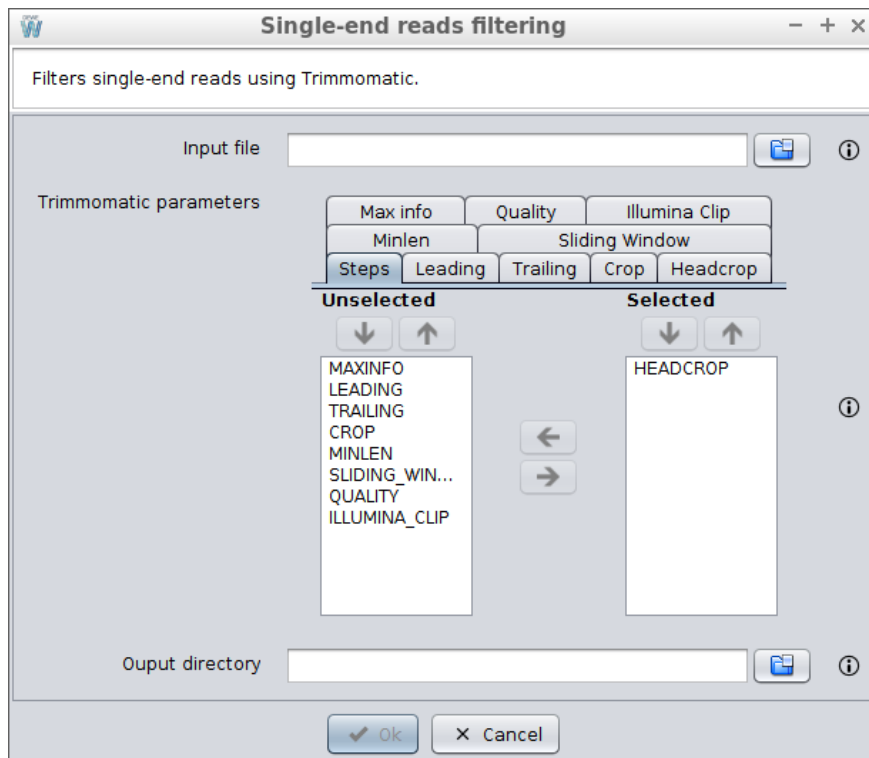 Single-end reads filtering
Filters single-end reads using Trimmomatic.
Input file
Trimmomatic parameters
Max info Quality Illumina Clip
Minlen Sliding Window
Steps Leading Trailing Crop Headcrop
Unselected Selected
MAXINFO HEADCROP
LEADING
TRAILING
CROP
MINLEN
SLIDING_WIN...
QUALITY
ILLUMINA_CLIP
Ouput directory
Ok Cancel